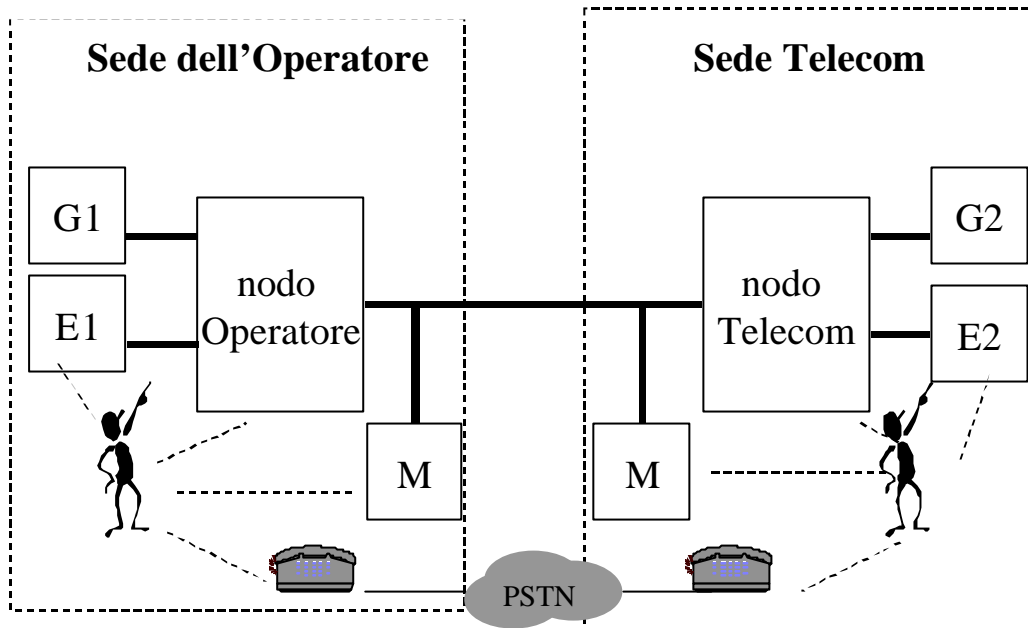 Sede dell’Operatore
Sede Telecom
G1
G2
nodo
Operatore
nodo
Telecom
E1
E2
M
M
PSTN